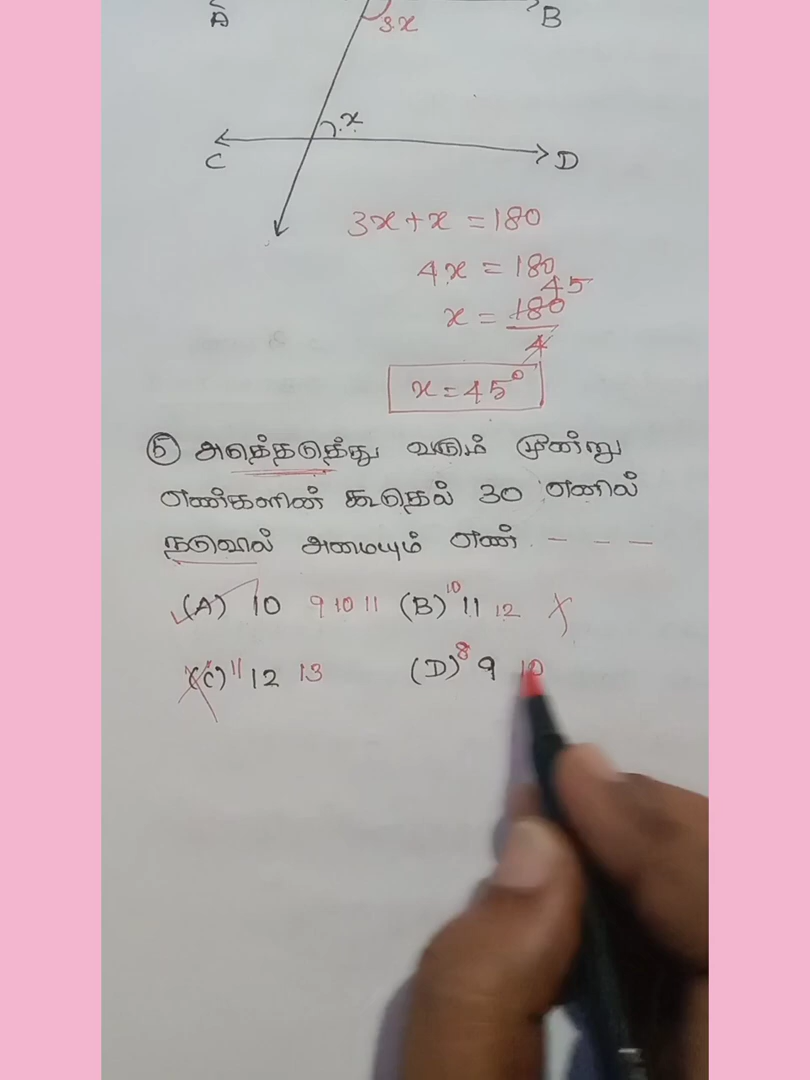 A B
3x
x
C D
3x + x = 180
4x = 180
45
x = 180
4
x = 45°
5 அடுத்தடுத்து வரும் மூன்று
எண்களின் கூடுதல் 30 எனில்
நடுவில் அமையும் எண் - - -
(A) 10 9 10 11 (B) 10 11 12 X
(C) 11 12 13 (D) 8 9 10